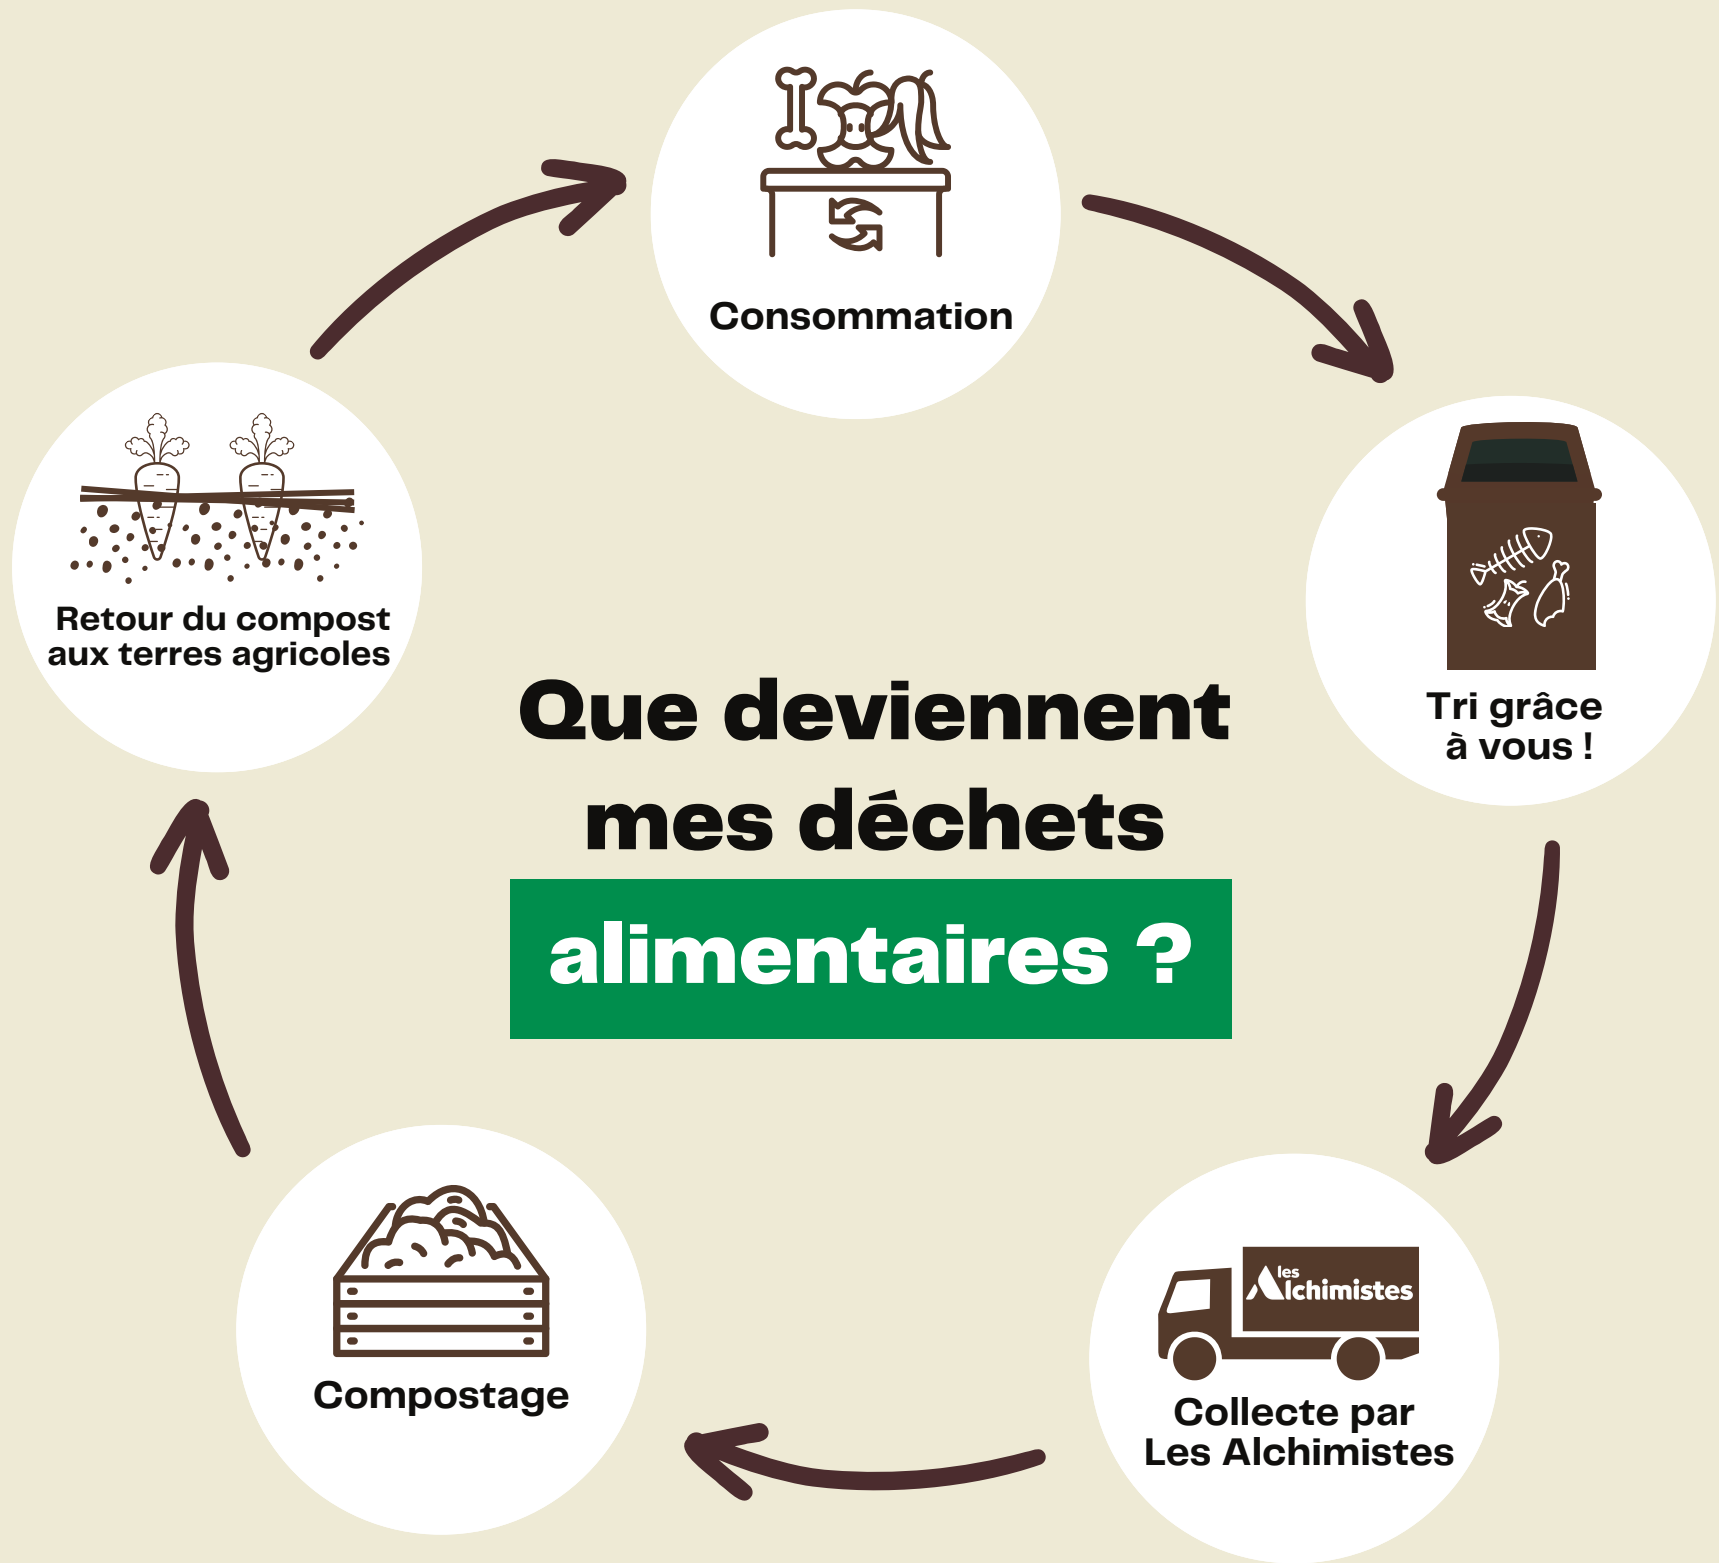 Consommation
Tri grâce
à vous !
les
Alchimistes
Collecte par
Les Alchimistes
Compostage
Retour du compost
aux terres agricoles
Que deviennent
mes déchets
alimentaires ?